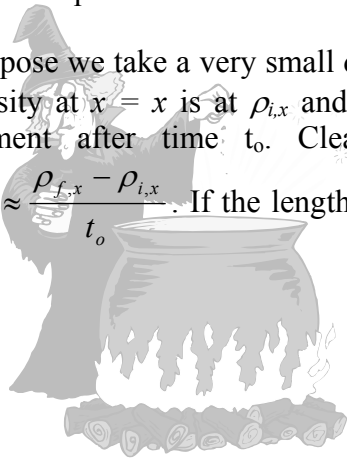 pose we take a very small
sity at x = x is at ρ_{i,x} and
ment after time t_o. Clea
≈ \frac{ρ_{f,x} − ρ_{i,x}}{t_o}. If the length